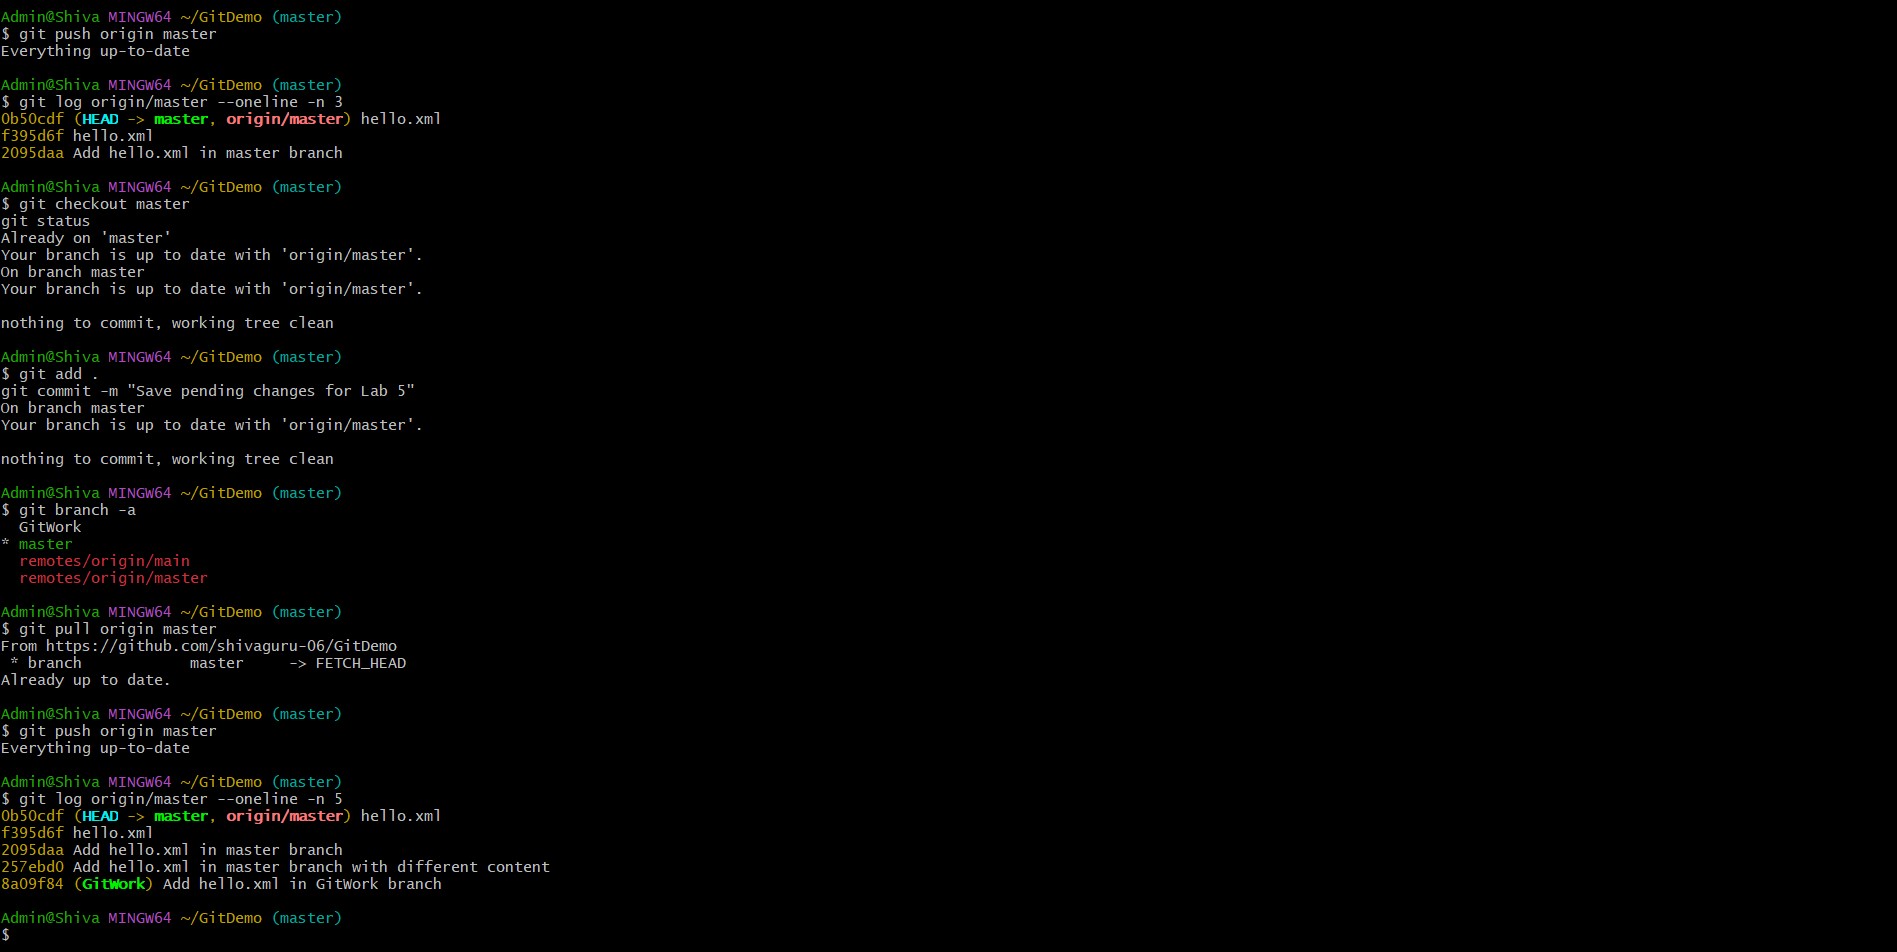 Admin@Shiva MINGW64 ~/GitDemo (master)
$ git push origin master
Everything up-to-date
Admin@Shiva MINGW64 ~/GitDemo (master)
$ git log origin/master --oneline -n 3
0b50cdf (HEAD -> master, origin/master) hello.xml
f395d6f hello.xml
2095daa Add hello.xml in master branch
Admin@Shiva MINGW64 ~/GitDemo (master)
$ git checkout master
git status
Already on 'master'
Your branch is up to date with 'origin/master'.
On branch master
Your branch is up to date with 'origin/master'.
nothing to commit, working tree clean
Admin@Shiva MINGW64 ~/GitDemo (master)
$ git add .
git commit -m "Save pending changes for Lab 5"
On branch master
Your branch is up to date with 'origin/master'.
nothing to commit, working tree clean
Admin@Shiva MINGW64 ~/GitDemo (master)
$ git branch -a
  GitWork
* master
  remotes/origin/main
  remotes/origin/master
Admin@Shiva MINGW64 ~/GitDemo (master)
$ git pull origin master
From https://github.com/shivaguru-06/GitDemo
 * branch            master     -> FETCH_HEAD
Already up to date.
Admin@Shiva MINGW64 ~/GitDemo (master)
$ git push origin master
Everything up-to-date
Admin@Shiva MINGW64 ~/GitDemo (master)
$ git log origin/master --oneline -n 5
0b50cdf (HEAD -> master, origin/master) hello.xml
f395d6f hello.xml
2095daa Add hello.xml in master branch
257ebd0 Add hello.xml in master branch with different content
8a09f84 (GitWork) Add hello.xml in GitWork branch
Admin@Shiva MINGW64 ~/GitDemo (master)
$